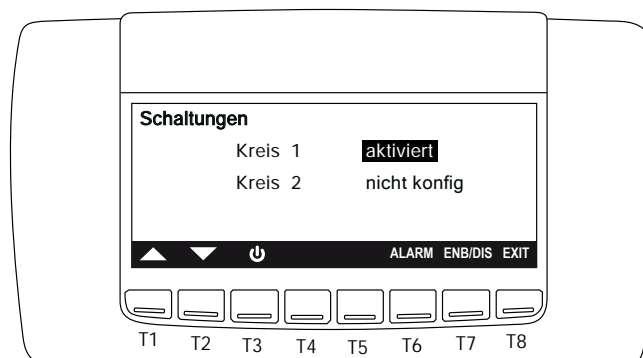 Schaltungen
Kreis 1 aktiviert
Kreis 2 nicht konfig
ALARM ENB/DIS EXIT
T1 T2 T3 T4 T5 T6 T7 T8